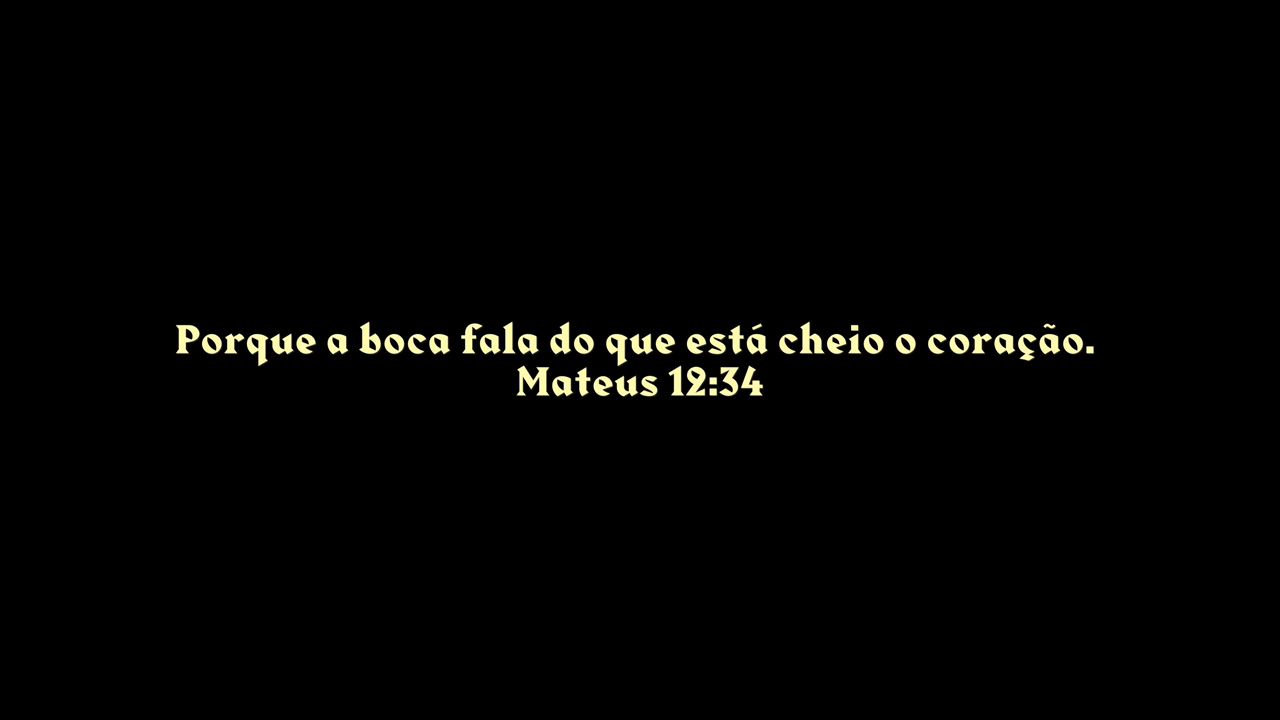 Porque a boca fala do que está cheio o coração.
Mateus 12:34